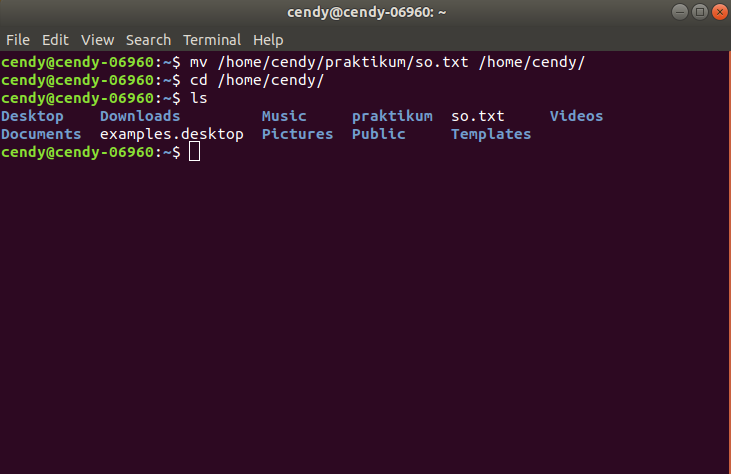 cendy@cendy-06960: ~
File Edit View Search Terminal Help
cendy@cendy-06960:~$ mv /home/cendy/praktikum/so.txt /home/cendy/
cendy@cendy-06960:~$ cd /home/cendy/
cendy@cendy-06960:~$ ls
Desktop    Downloads         Music     praktikum  so.txt     Videos
Documents  examples.desktop  Pictures  Public     Templates
cendy@cendy-06960:~$